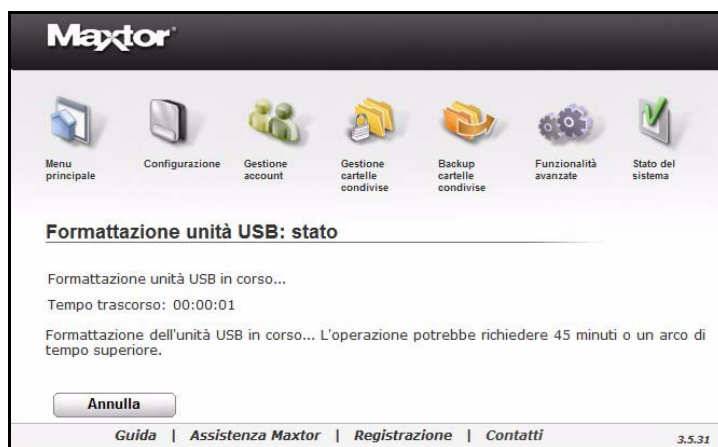 Maxtor
Menu principale
Configurazione
Gestione account
Gestione cartelle condivise
Backup cartelle condivise
Funzionalità avanzate
Stato del sistema
Formattazione unità USB: stato
Formattazione unità USB in corso...
Tempo trascorso: 00:00:01
Formattazione dell'unità USB in corso... L'operazione potrebbe richiedere 45 minuti o un arco di
tempo superiore.
Annulla
Guida | Assistenza Maxtor | Registrazione | Contatti
3.5.31